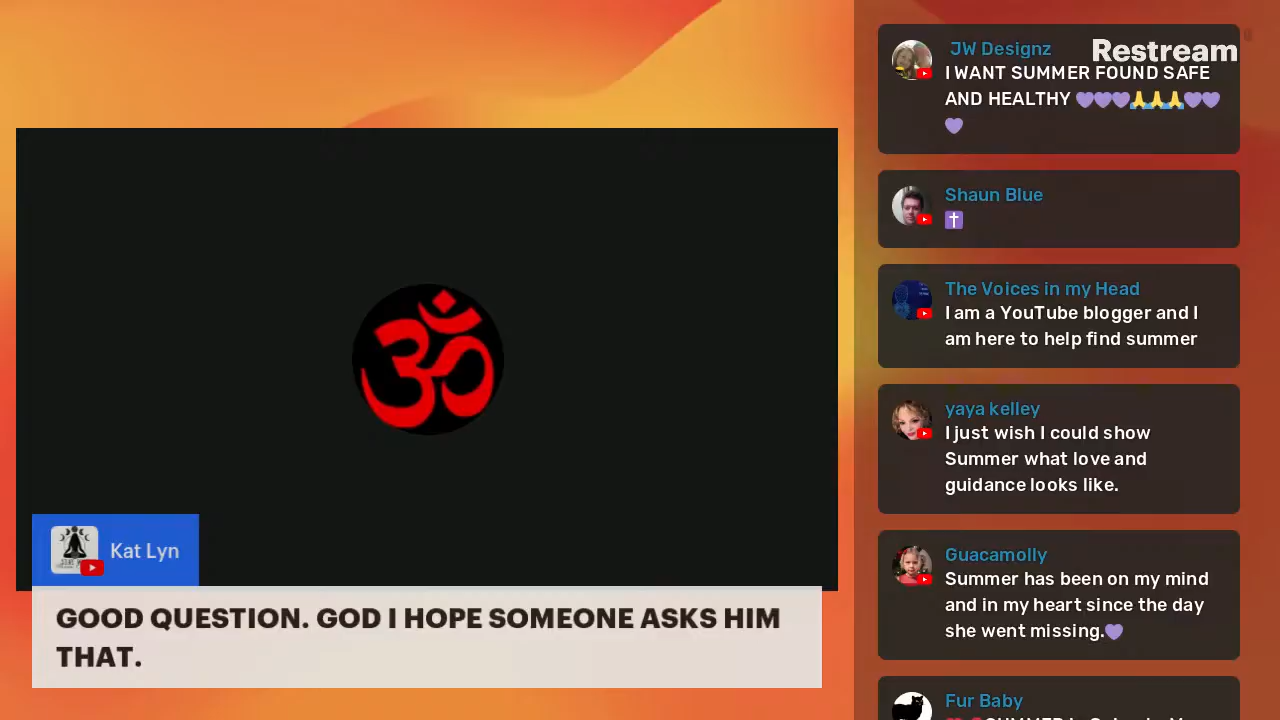 JW Designz
Restream
I WANT SUMMER FOUND SAFE
AND HEALTHY 💜💜💜🙏🙏🙏💜💜
💜
Shaun Blue
✝️
The Voices in my Head
I am a YouTube blogger and I
am here to help find summer
yaya kelley
I just wish I could show
Summer what love and
guidance looks like.
Guacamolly
Summer has been on my mind
and in my heart since the day
she went missing.💜
Fur Baby
ॐ
Kat Lyn
GOOD QUESTION. GOD I HOPE SOMEONE ASKS HIM
THAT.